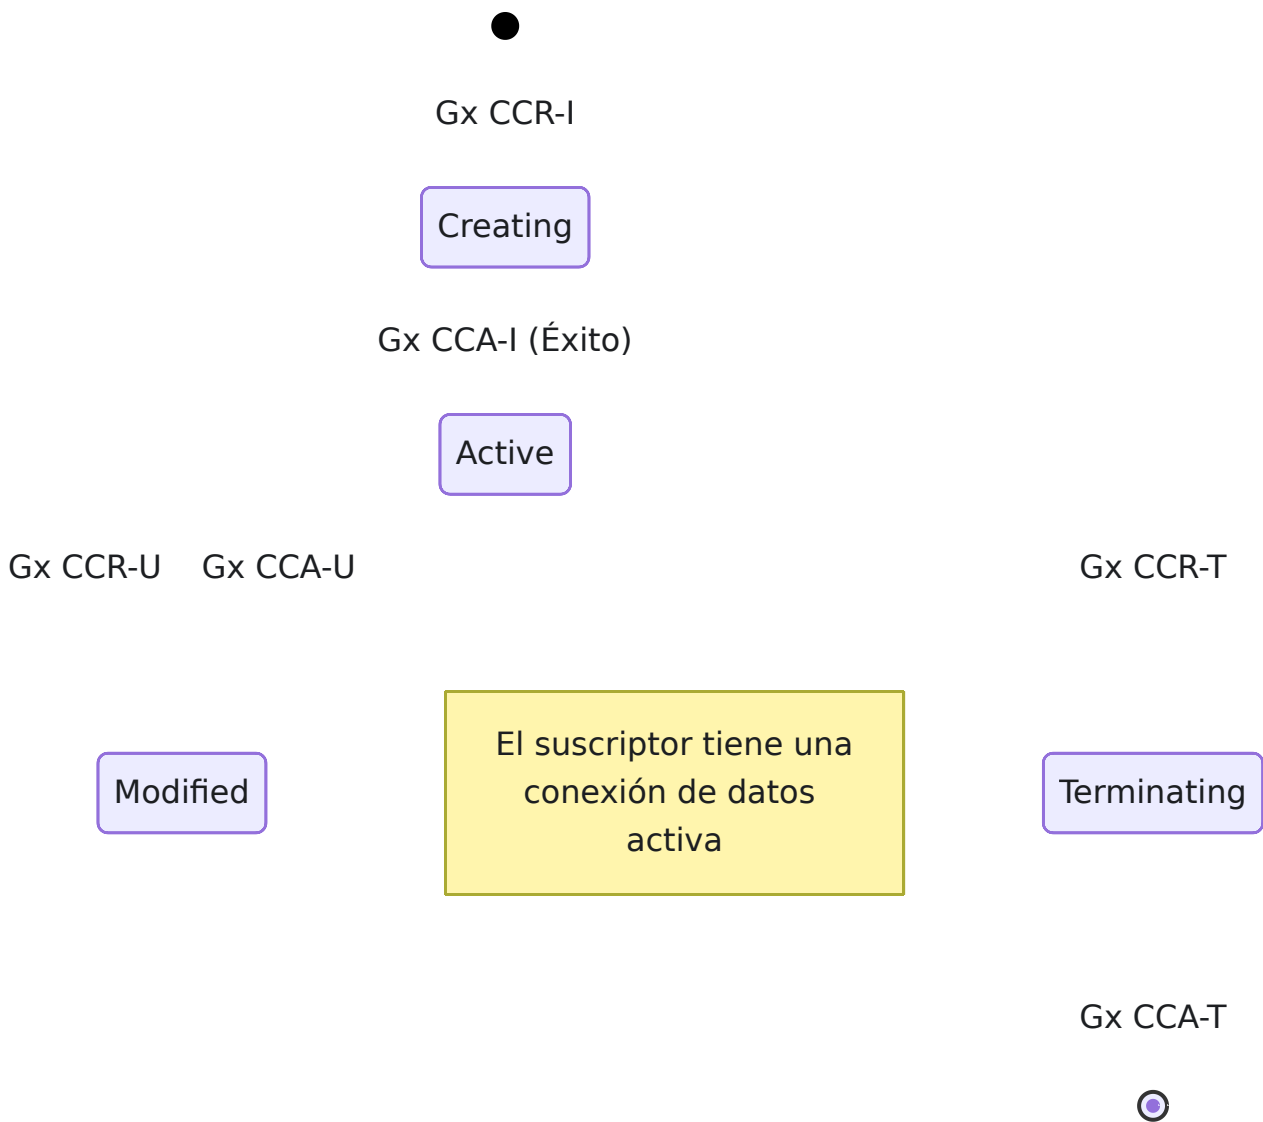 Gx CCR-I
Creating
Gx CCA-I (Éxito)
Active
Gx CCR-U
Gx CCA-U
Gx CCR-T
Modified
El suscriptor tiene una
conexión de datos
activa
Terminating
Gx CCA-T